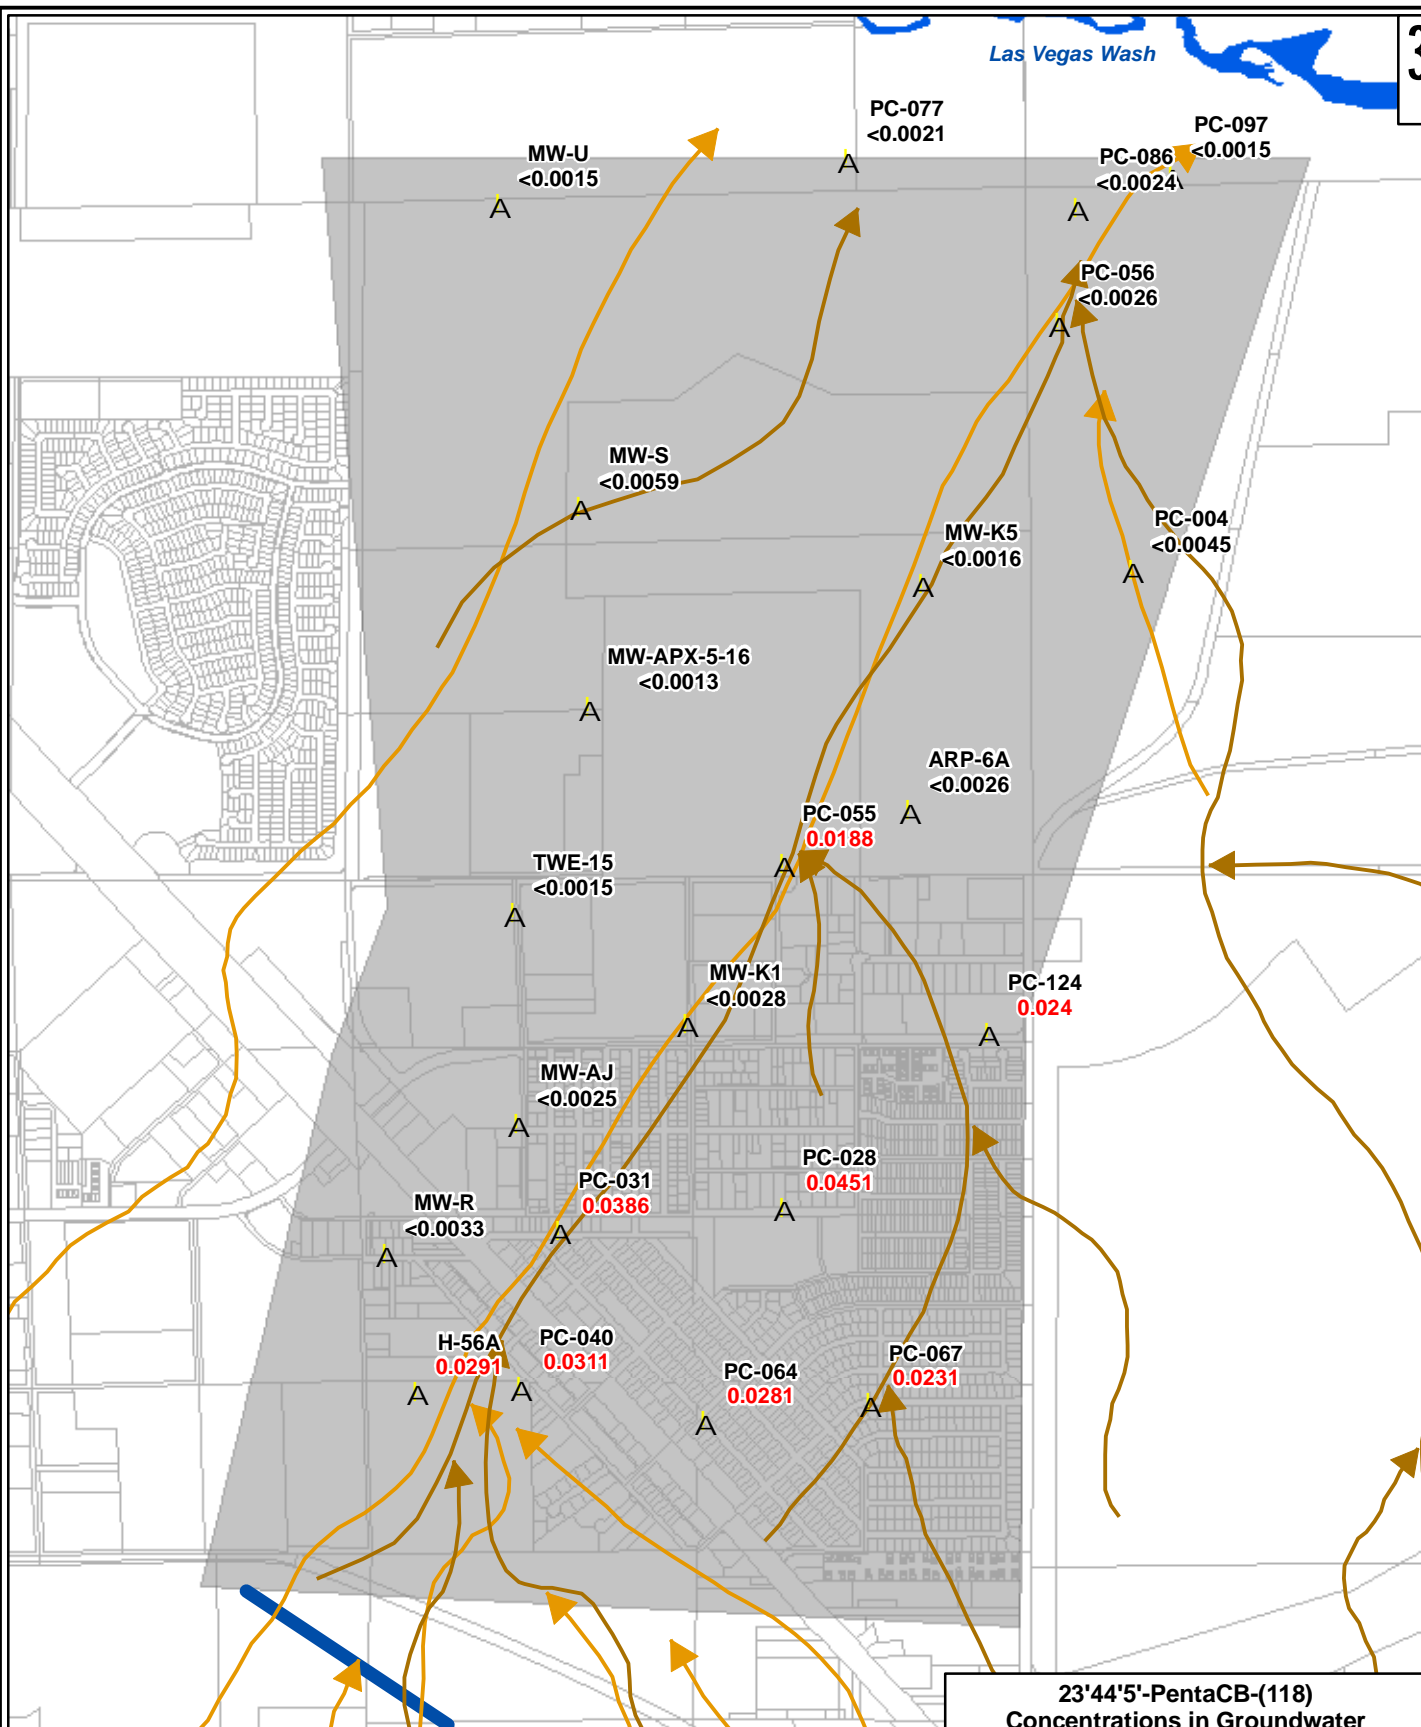 Las Vegas Wash
3
PC-077
<0.0021
PC-097
<0.0015
MW-U
<0.0015
PC-086
<0.0024
A
A
A
A
PC-056
<0.0026
A
MW-S
<0.0059
A
PC-004
<0.0045
MW-K5
<0.0016
A
A
MW-APX-5-16
<0.0013
A
ARP-6A
<0.0026
A
PC-055
0.0188
A
TWE-15
<0.0015
A
MW-K1
<0.0028
A
PC-124
0.024
A
MW-AJ
<0.0025
A
PC-028
0.0451
A
PC-031
0.0386
A
MW-R
<0.0033
A
H-56A
0.0291
A
PC-040
0.0311
A
PC-064
0.0281
A
PC-067
0.0231
A
23'44'5'-PentaCB-(118)
Concentrations in Groundwater